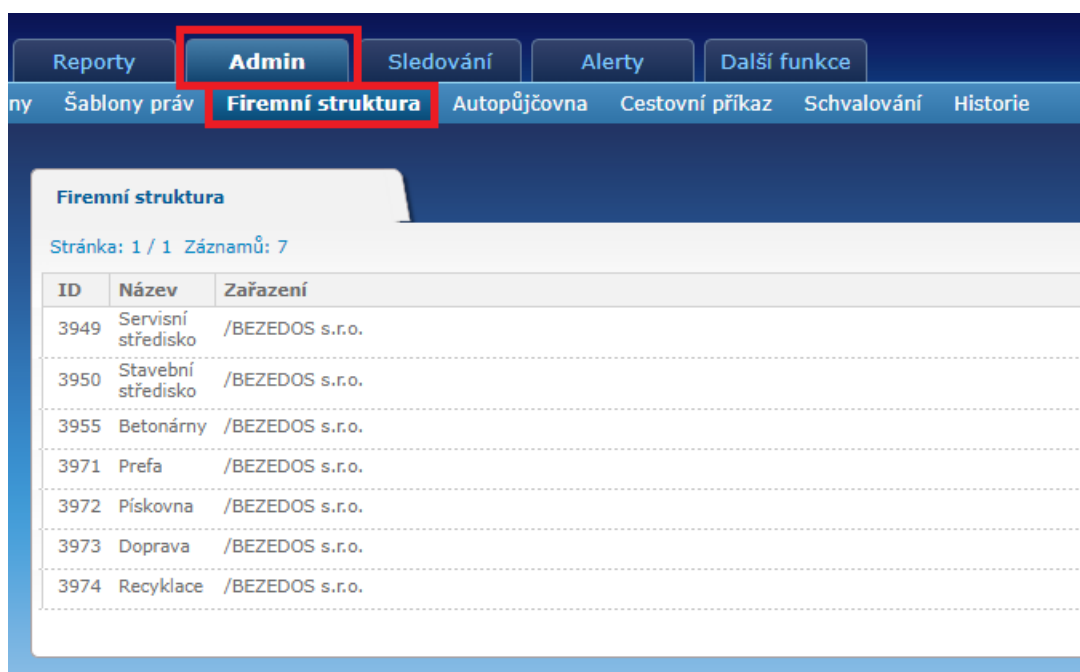 Reporty Admin Sledování Alerty Další funkce
ny Šablony práv Firemní struktura Autopůjčovna Cestovní příkaz Schvalování Historie
Firemní struktura
Stránka: 1 / 1 Záznamů: 7
ID Název Zařazení
3949 Servisní středisko /BEZEDOS s.r.o.
3950 Stavební středisko /BEZEDOS s.r.o.
3955 Betonárny /BEZEDOS s.r.o.
3971 Prefa /BEZEDOS s.r.o.
3972 Pískovna /BEZEDOS s.r.o.
3973 Doprava /BEZEDOS s.r.o.
3974 Recyklace /BEZEDOS s.r.o.